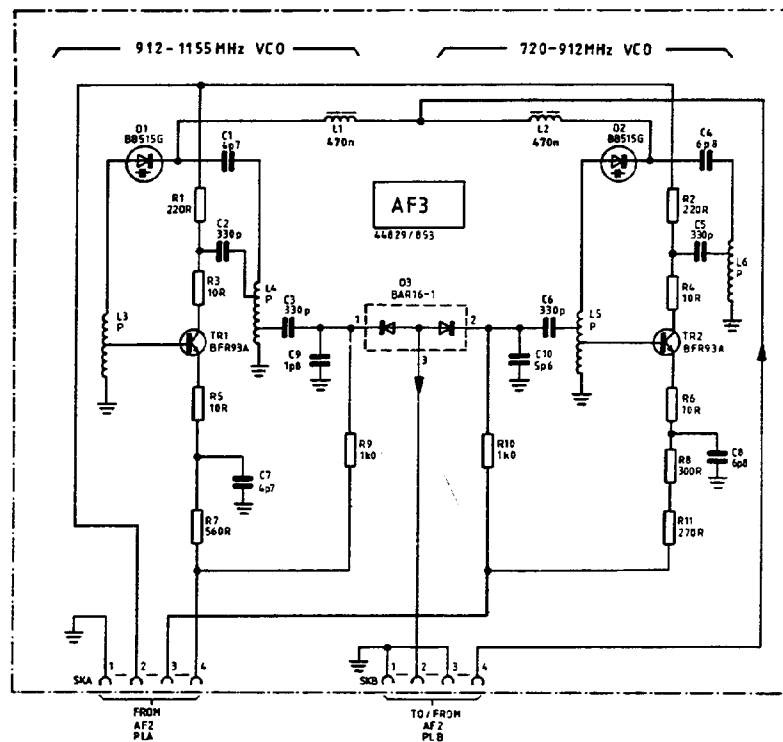 912-1155MHz VCO
720-912MHz VCO
D1
BB515G
C1
4p7
L1
470n
L2
470n
D2
BB515G
C4
6p8
R1
220R
C2
330p
AF3
44829/853
R2
220R
C5
330p
R3
10R
L4
P
C3
330p
D3
BAR16-1
C6
330p
L5
P
R4
10R
L6
P
L3
P
1
2
3
TR1
BFR93A
C9
1p8
C10
5p6
TR2
BFR93A
R5
10R
R9
1k0
R10
1k0
R6
10R
C7
4p7
R8
300R
C8
6p8
R7
560R
R11
270R
SKA
1
2
3
4
SKB
1
2
3
4
FROM
AF2
PLA
TO/FROM
AF2
PLB